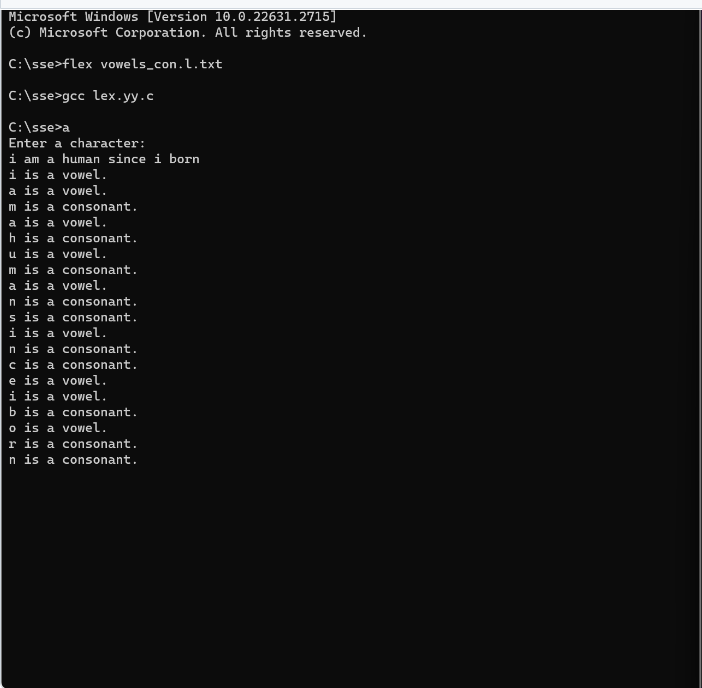 Microsoft Windows [Version 10.0.22631.2715]
(c) Microsoft Corporation. All rights reserved.
C:\sse>flex vowels_con.l.txt
C:\sse>gcc lex.yy.c
C:\sse>a
Enter a character:
i am a human since i born
i is a vowel.
a is a vowel.
m is a consonant.
a is a vowel.
h is a consonant.
u is a vowel.
m is a consonant.
a is a vowel.
n is a consonant.
s is a consonant.
i is a vowel.
n is a consonant.
c is a consonant.
e is a vowel.
i is a vowel.
b is a consonant.
o is a vowel.
r is a consonant.
n is a consonant.